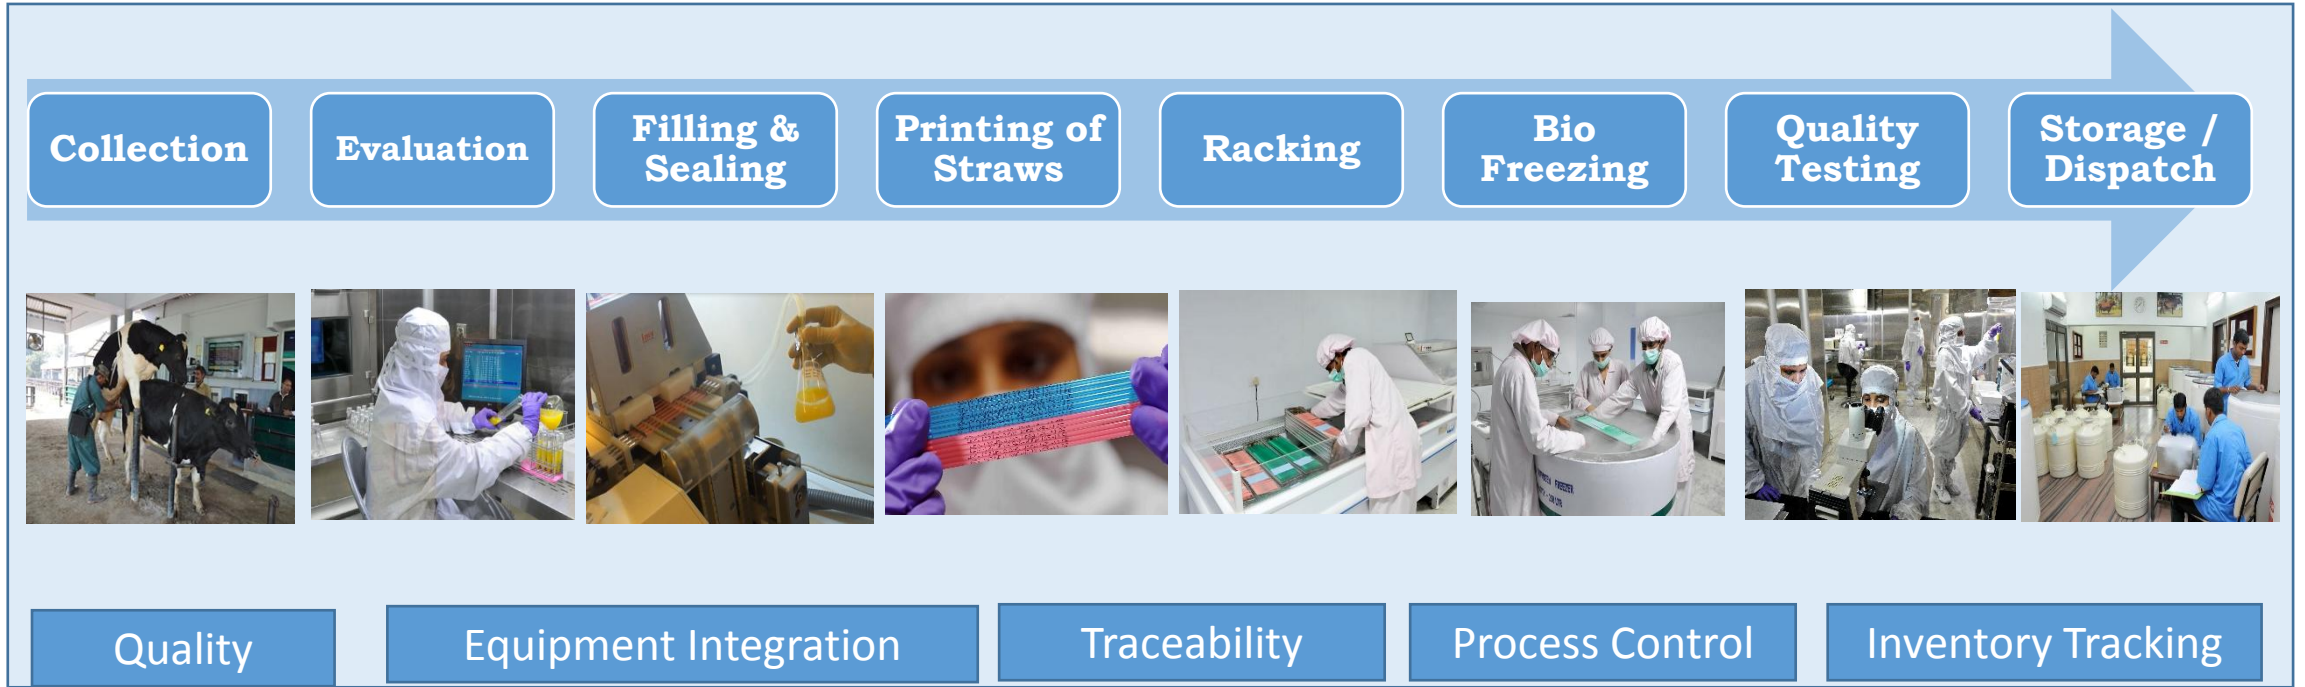 Collection
Evaluation
Filling &
Sealing
Printing of
Straws
Racking
Bio
Freezing
Quality
Testing
Storage /
Dispatch
Quality
Equipment Integration
Traceability
Process Control
Inventory Tracking